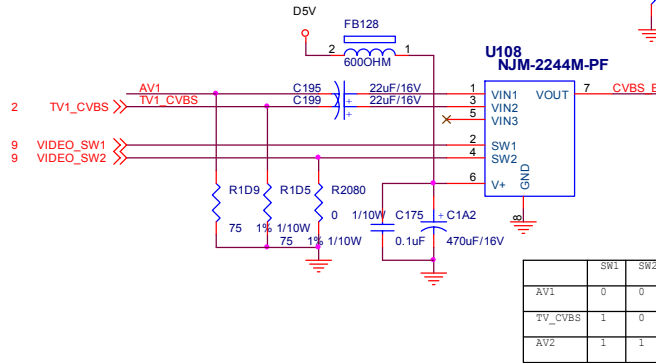 D5V
FB128
2 1
600OHM
U108
NJM-2244M-PF
AV1 C195 22uF/16V 1 VIN1 VOUT 7
2 TV1_CVBS TV1_CVBS C199 22uF/16V 3 VIN2
5 VIN3
9 VIDEO_SW1 2 SW1
9 VIDEO_SW2 4 SW2
6 V+ GND 8
R1D9 R1D5 R2080
75 1% 1/10W 0 1/10W C175 + C1A2
75 1% 1/10W 0.1uF 470uF/16V
SW1 SW2
AV1 0 0
TV_CVBS 1 0
AV2 1 1